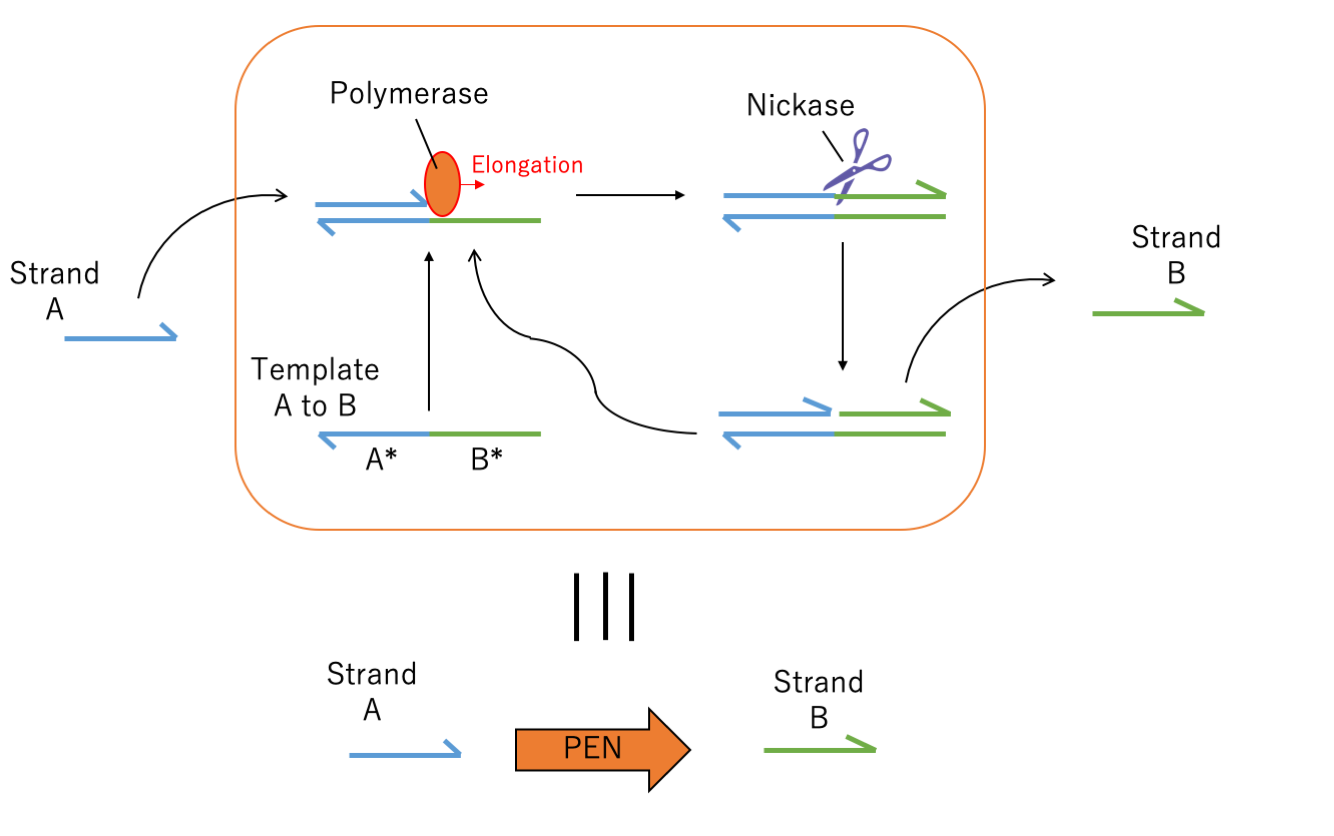 Polymerase
Elongation
Nickase
Strand
A
Strand
B
Template
A to B
A*
B*
Strand
A
PEN
Strand
B